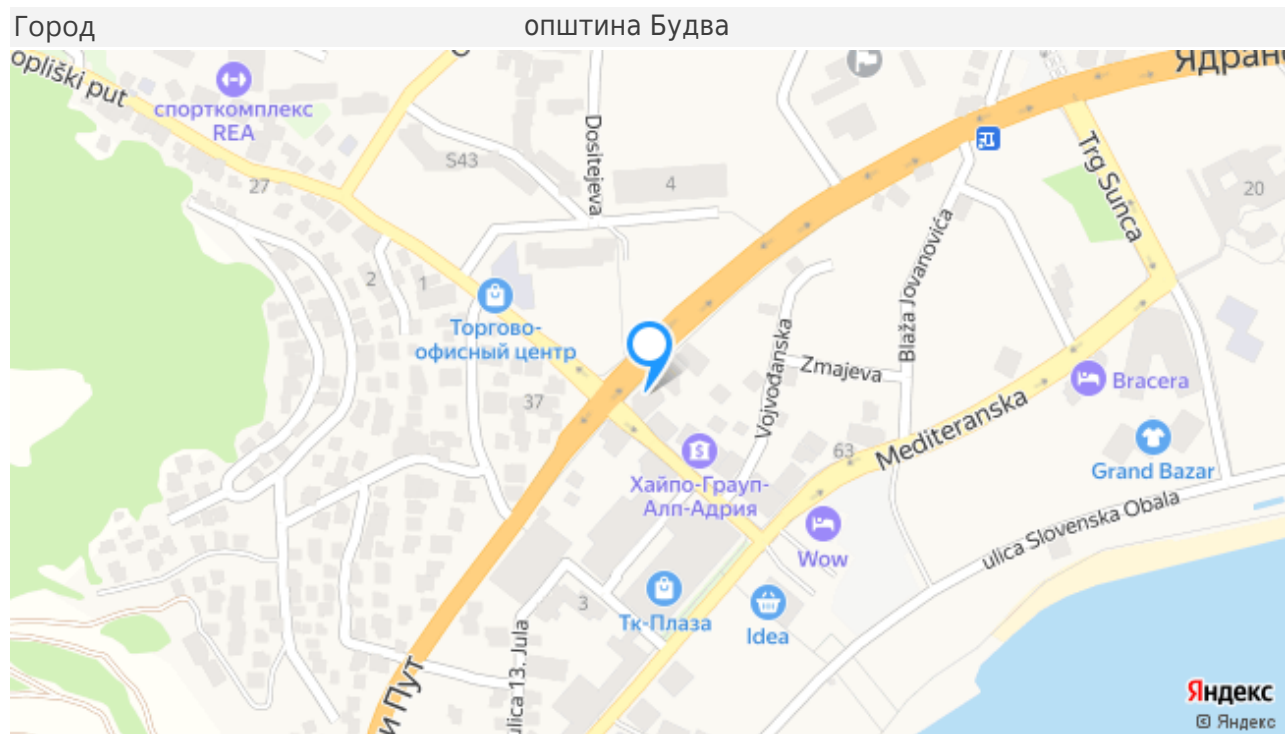 Город
општина Будва
opliški put
Ядран
спорткомплекс
REA
S43
Dositejeva
4
27
Trg Sunca
20
2
1
Blaža Jovanovića
Торгово-
офисный центр
Vojvođanska
Zmajeva
37
Bracera
63
Mediteranska
Хайпо-Грауп-
Алп-Адрия
Grand Bazar
ulica Slovenska Obala
Wow
3
Тк-Плаза
Idea
ulica 13. Jula
и Пут
Яндекс
© Яндекс